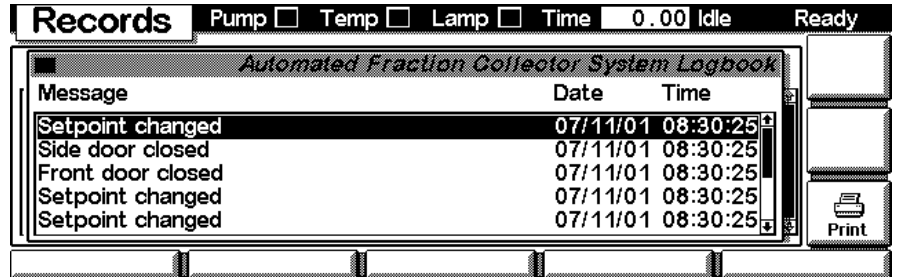 Records Pump Temp Lamp Time 0.00 Idle Ready
Automated Fraction Collector System Logbook
Message Date Time
Setpoint changed 07/11/01 08:30:25
Side door closed 07/11/01 08:30:25
Front door closed 07/11/01 08:30:25
Setpoint changed 07/11/01 08:30:25
Setpoint changed 07/11/01 08:30:25
Print